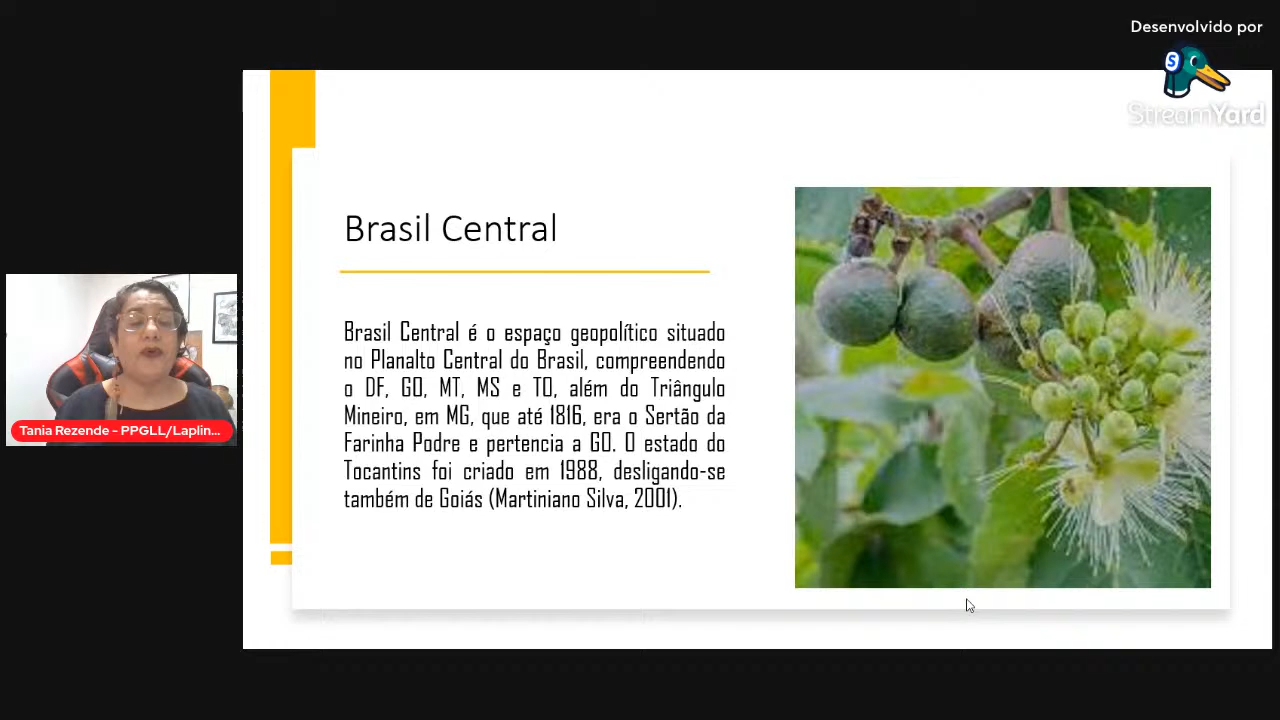 Desenvolvido por
StreamYard
Brasil Central
Brasil Central é o espaço geopolítico situado
no Planalto Central do Brasil, compreendendo
o DF, GO, MT, MS e TO, além do Triângulo
Mineiro, em MG, que até 1816, era o Sertão da
Farinha Podre e pertencia a GO. O estado do
Tocantins foi criado em 1988, desligando-se
também de Goiás (Martiniano Silva, 2001).
Tania Rezende - PPGLL/Laplin...